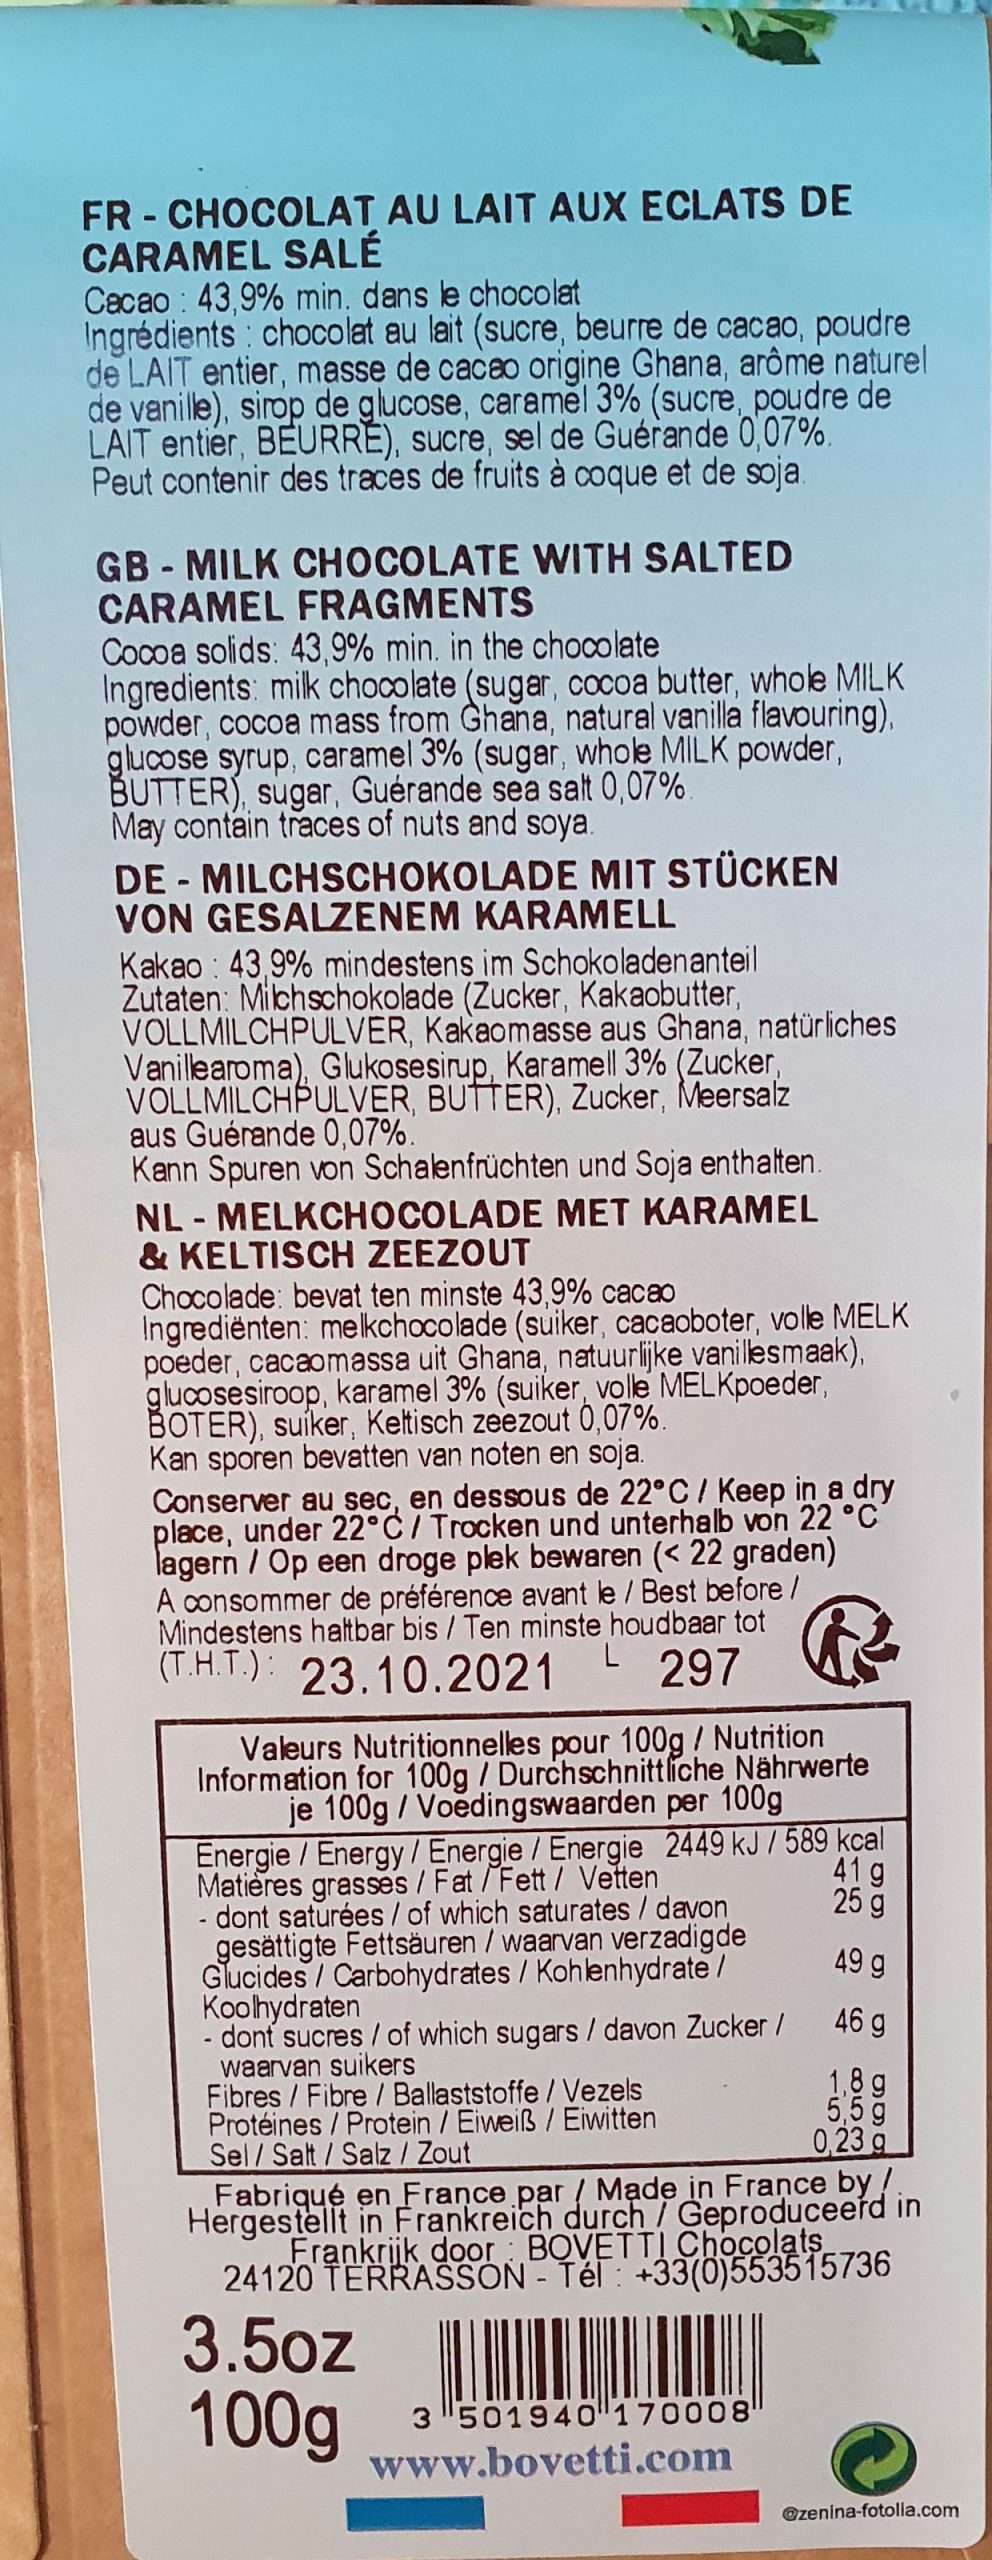 FR - CHOCOLAT AU LAIT AUX ECLATS DE
CARAMEL SALÉ
Cacao : 43,9% min. dans le chocolat
Ingrédients : chocolat au lait (sucre, beurre de cacao, poudre
de LAIT entier, masse de cacao origine Ghana, arôme naturel
de vanille), sirop de glucose, caramel 3% (sucre, poudre de
LAIT entier, BEURRE), sucre, sel de Guérande 0,07%.
Peut contenir des traces de fruits à coque et de soja.
GB - MILK CHOCOLATE WITH SALTED
CARAMEL FRAGMENTS
Cocoa solids: 43,9% min. in the chocolate
Ingredients: milk chocolate (sugar, cocoa butter, whole MILK
powder, cocoa mass from Ghana, natural vanilla flavouring),
glucose syrup, caramel 3% (sugar, whole MILK powder,
BUTTER), sugar, Guérande sea salt 0,07%.
May contain traces of nuts and soya.
DE - MILCHSCHOKOLADE MIT STÜCKEN
VON GESALZENEM KARAMELL
Kakao : 43,9% mindestens im Schokoladenanteil
Zutaten: Milchschokolade (Zucker, Kakaobutter,
VOLLMILCHPULVER, Kakaomasse aus Ghana, natürliches
Vanillearoma), Glukosesirup, Karamell 3% (Zucker,
VOLLMILCHPULVER, BUTTER), Zucker, Meersalz
aus Guérande 0,07%.
Kann Spuren von Schalenfrüchten und Soja enthalten.
NL - MELKCHOCOLADE MET KARAMEL
& KELTISCH ZEEZOUT
Chocolade: bevat ten minste 43,9% cacao
Ingrediënten: melkchocolade (suiker, cacaoboter, volle MELK
poeder, cacaomassa uit Ghana, natuurlijke vanillesmaak),
glucosesiroop, karamel 3% (suiker, volle MELKpoeder,
BOTER), suiker, Keltisch zeezout 0,07%.
Kan sporen bevatten van noten en soja.
Conserver au sec, en dessous de 22°C / Keep in a dry
place, under 22°C / Trocken und unterhalb von 22 °C
lagern / Op een droge plek bewaren (< 22 graden)
A consommer de préférence avant le / Best before /
Mindestens haltbar bis / Ten minste houdbaar tot
(T.H.T.): 23.10.2021 L 297
Valeurs Nutritionnelles pour 100g / Nutrition
Information for 100g / Durchschnittliche Nährwerte
je 100g / Voedingswaarden per 100g
Energie / Energy / Energie / Energie 2449 kJ / 589 kcal
Matières grasses / Fat / Fett / Vetten 41 g
- dont saturées / of which saturates / davon 25 g
gesättigte Fettsäuren / waarvan verzadigde
Glucides / Carbohydrates / Kohlenhydrate / 49 g
Koolhydraten
- dont sucres / of which sugars / davon Zucker / 46 g
waarvan suikers
Fibres / Fibre / Ballaststoffe / Vezels 1,8 g
Protéines / Protein / Eiweiß / Eiwitten 5,5 g
Sel / Salt / Salz / Zout 0,23 g
Fabriqué en France par / Made in France by /
Hergestellt in Frankreich durch / Geproduceerd in
Frankrijk door : BOVETTI Chocolats
24120 TERRASSON - Tél : +33(0)553515736
3.5oz
100g
3 501940 170008
www.bovetti.com
@zenina-fotolia.com